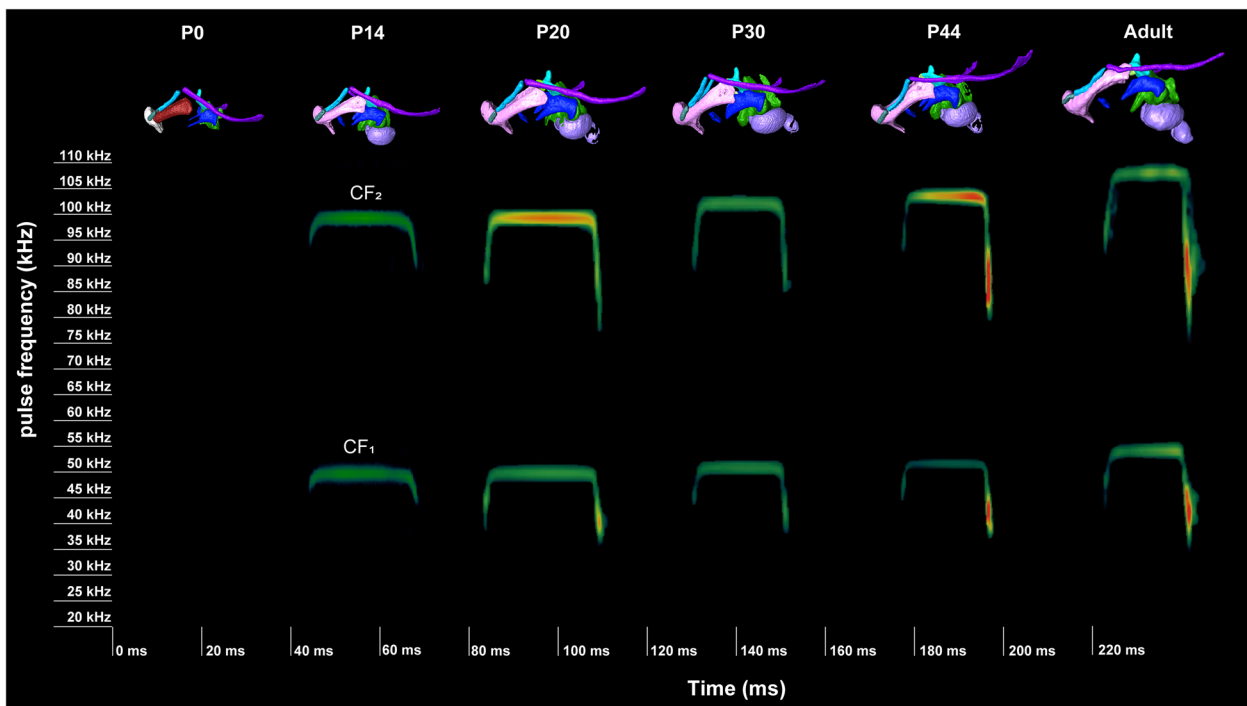 P0
P14
P20
P30
P44
Adult
pulse frequency (kHz)
110 kHz
105 kHz
100 kHz
95 kHz
90 kHz
85 kHz
80 kHz
75 kHz
70 kHz
65 kHz
60 kHz
55 kHz
50 kHz
45 kHz
40 kHz
35 kHz
30 kHz
25 kHz
20 kHz
CF₂
CF₁
0 ms
20 ms
40 ms
60 ms
80 ms
100 ms
120 ms
140 ms
160 ms
180 ms
200 ms
220 ms
Time (ms)